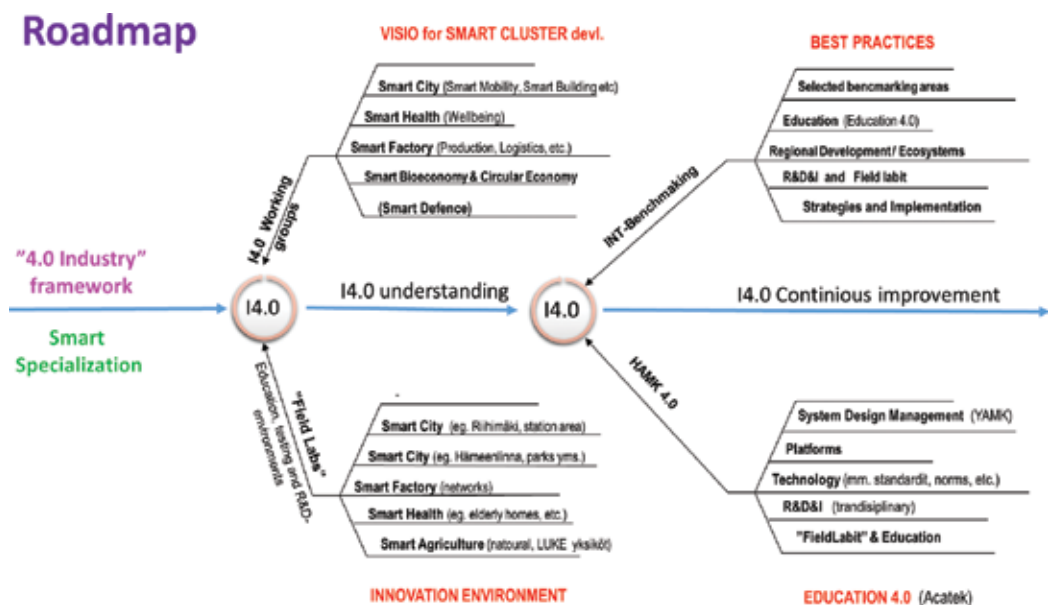 Roadmap
VISIO for SMART CLUSTER devl.
Smart City (Smart Mobility, Smart Building etc)
Smart Health (Wellbeing)
Smart Factory (Production, Logistics, etc.)
Smart Bioeconomy & Circular Economy
(Smart Defence)
I4.0 Working
groups
BEST PRACTICES
Selected bencmarking areas
Education (Education 4.0)
Regional Development/ Ecosystems
R&D&I and Field labit
Strategies and Implementation
INT-Benchmaking
"4.0 Industry"
framework
Smart
Specialization
I4.0
I4.0 understanding
I4.0
I4.0 Continious improvement
"Field Labs"
Education, testing and R&D-
environments
Smart City (eg. Riihimäki, station area)
Smart City (eg. Hämeenlinna, parks yms.)
Smart Factory (networks)
Smart Health (eg. elderly homes, etc.)
Smart Agriculture (natoural, LUKE yksiköt)
INNOVATION ENVIRONMENT
HAMK 4.0
System Design Management (YAMK)
Platforms
Technology (mm. standardit, norms, etc.)
R&D&I (trandisiplinary)
"FieldLabit" & Education
EDUCATION 4.0 (Acatek)